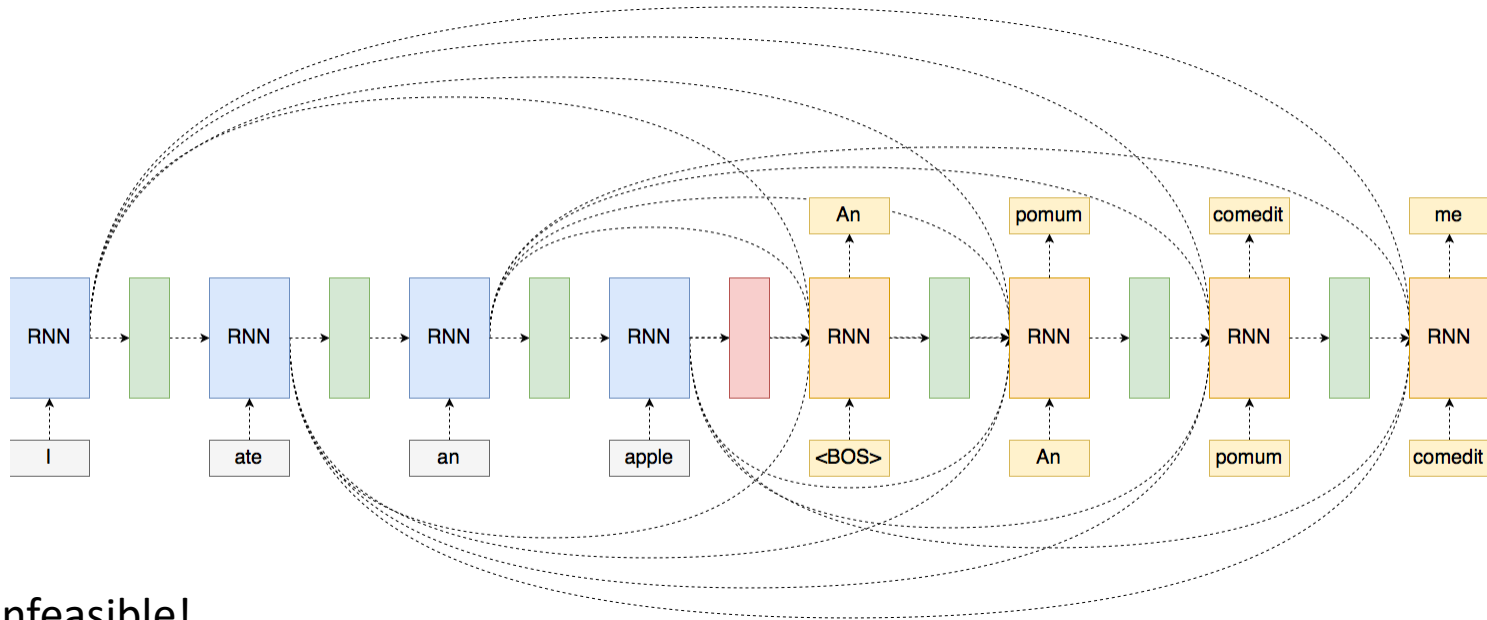 An pomum comedit me
RNN RNN RNN RNN RNN RNN RNN RNN
I ate an apple <BOS> An pomum comedit
nfeasible!